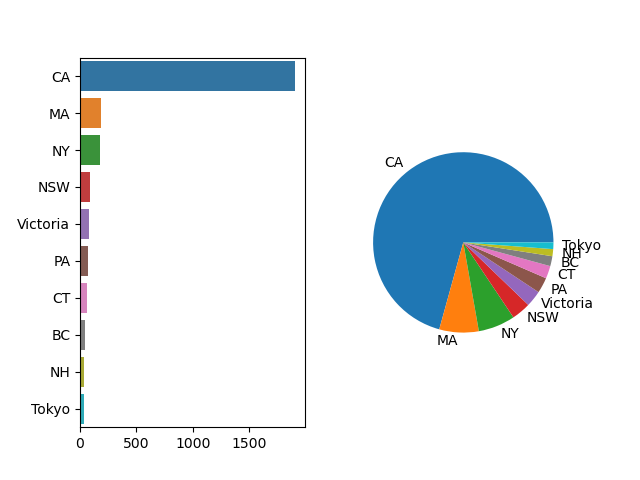 CA
MA
NY
NSW
Victoria
PA
CT
BC
NH
Tokyo
0 500 1000 1500
CA
MA
NY
NSW
Victoria
PA
CT
BC
NH
Tokyo